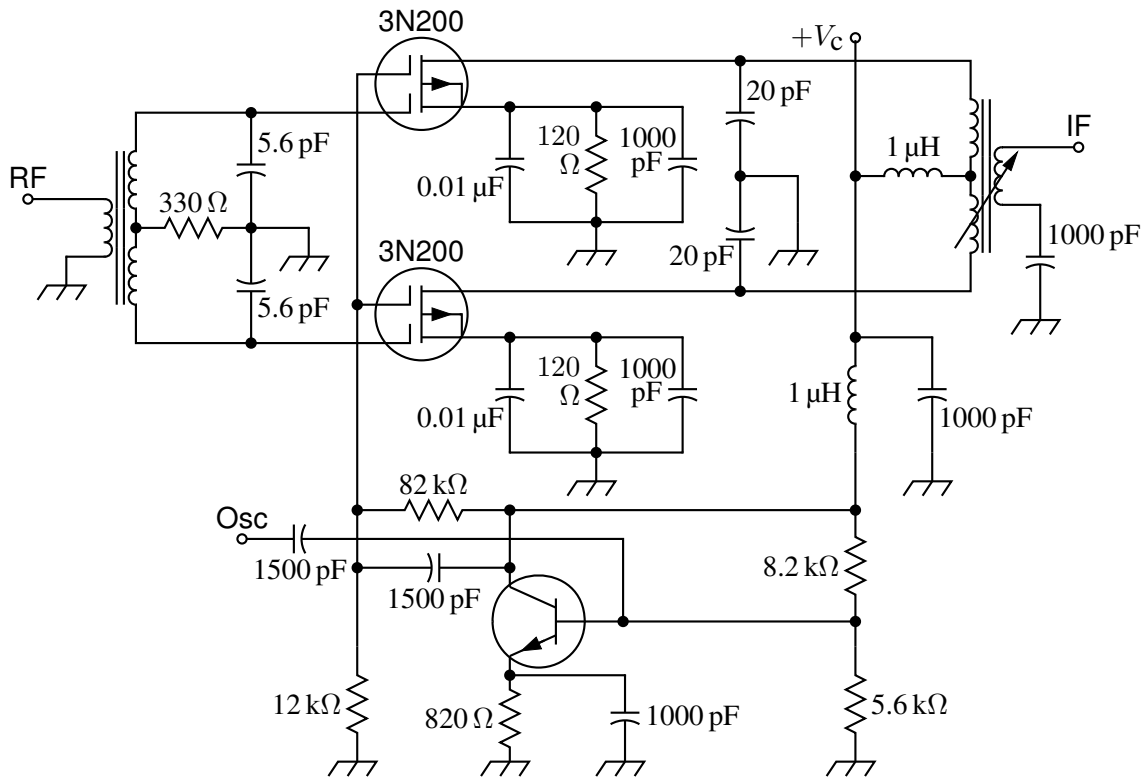 3N200
+Vc
5.6 pF
20 pF
120
Ω
1000
pF
1 µH
IF
RF
330 Ω
0.01 µF
3N200
20 pF
1000 pF
5.6 pF
120
Ω
1000
pF
1 µH
0.01 µF
1000 pF
82 kΩ
Osc
1500 pF
1500 pF
8.2 kΩ
12 kΩ
820 Ω
1000 pF
5.6 kΩ